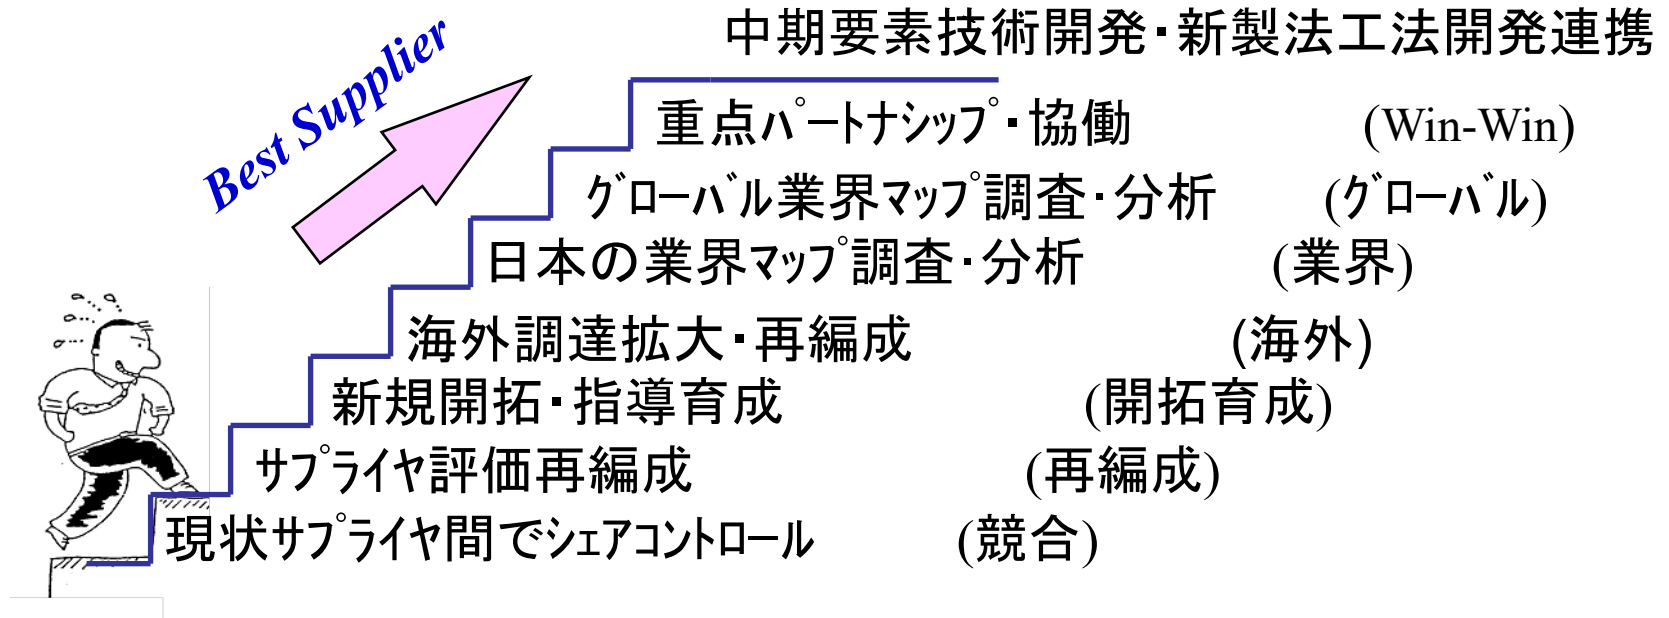 中期要素技術開発・新製法工法開発連携
Best Supplier
重点ﾊﾟｰﾄﾅｼｯﾌﾟ・協働 (Win-Win)
ｸﾞﾛｰﾊﾞﾙ業界ﾏｯﾌﾟ調査・分析 (ｸﾞﾛｰﾊﾞﾙ)
日本の業界ﾏｯﾌﾟ調査・分析 (業界)
海外調達拡大・再編成 (海外)
新規開拓・指導育成 (開拓育成)
ｻﾌﾟﾗｲﾔ評価再編成 (再編成)
現状ｻﾌﾟﾗｲﾔ間でｼｪｱｺﾝﾄﾛｰﾙ (競合)